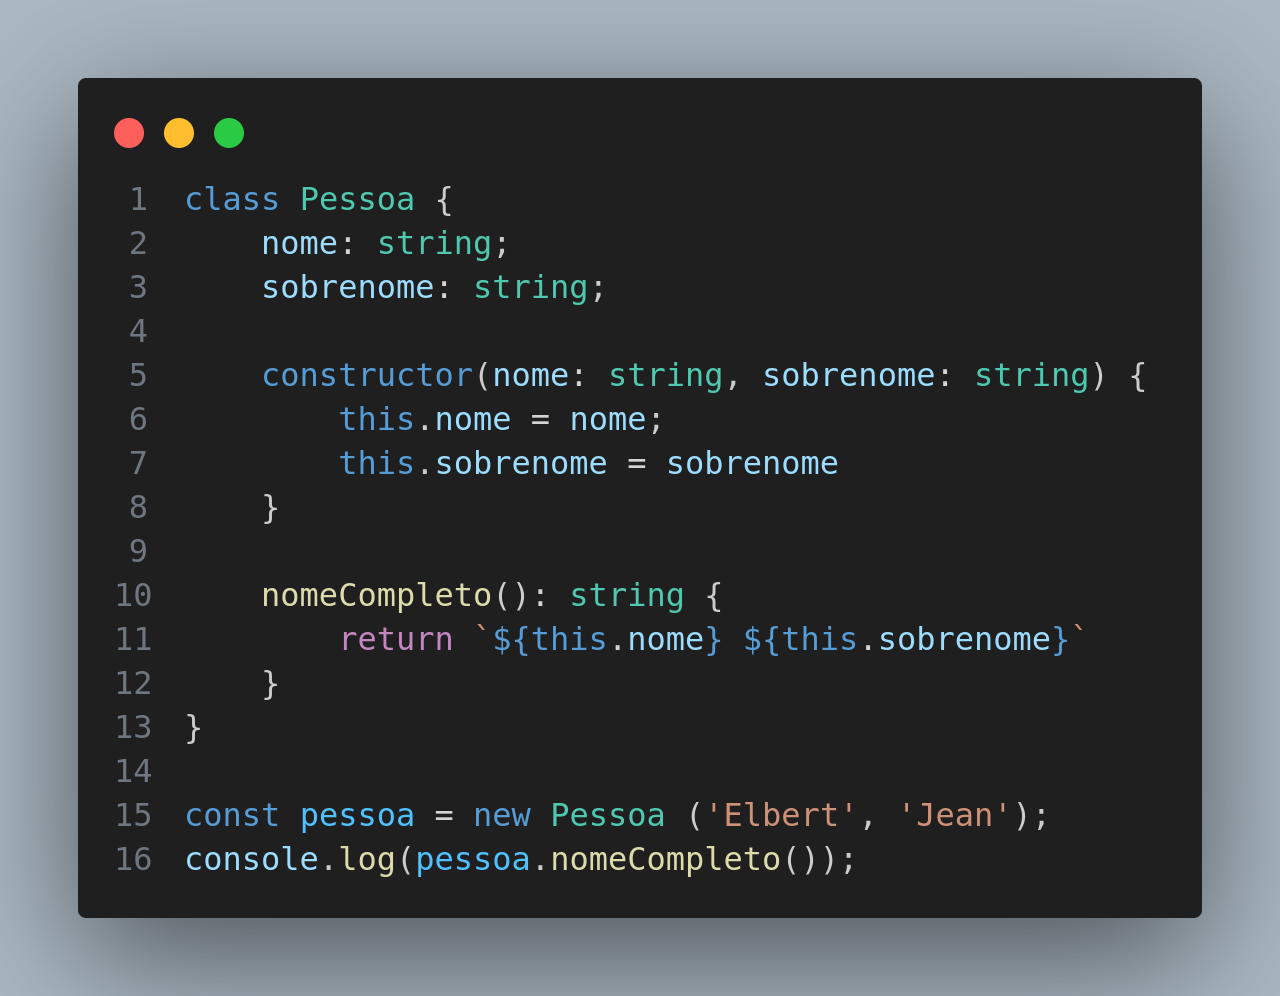 1 class Pessoa {
2     nome: string;
3     sobrenome: string;
4
5     constructor(nome: string, sobrenome: string) {
6         this.nome = nome;
7         this.sobrenome = sobrenome
8     }
9
10     nomeCompleto(): string {
11         return `${this.nome} ${this.sobrenome}`
12     }
13 }
14
15 const pessoa = new Pessoa ('Elbert', 'Jean');
16 console.log(pessoa.nomeCompleto());